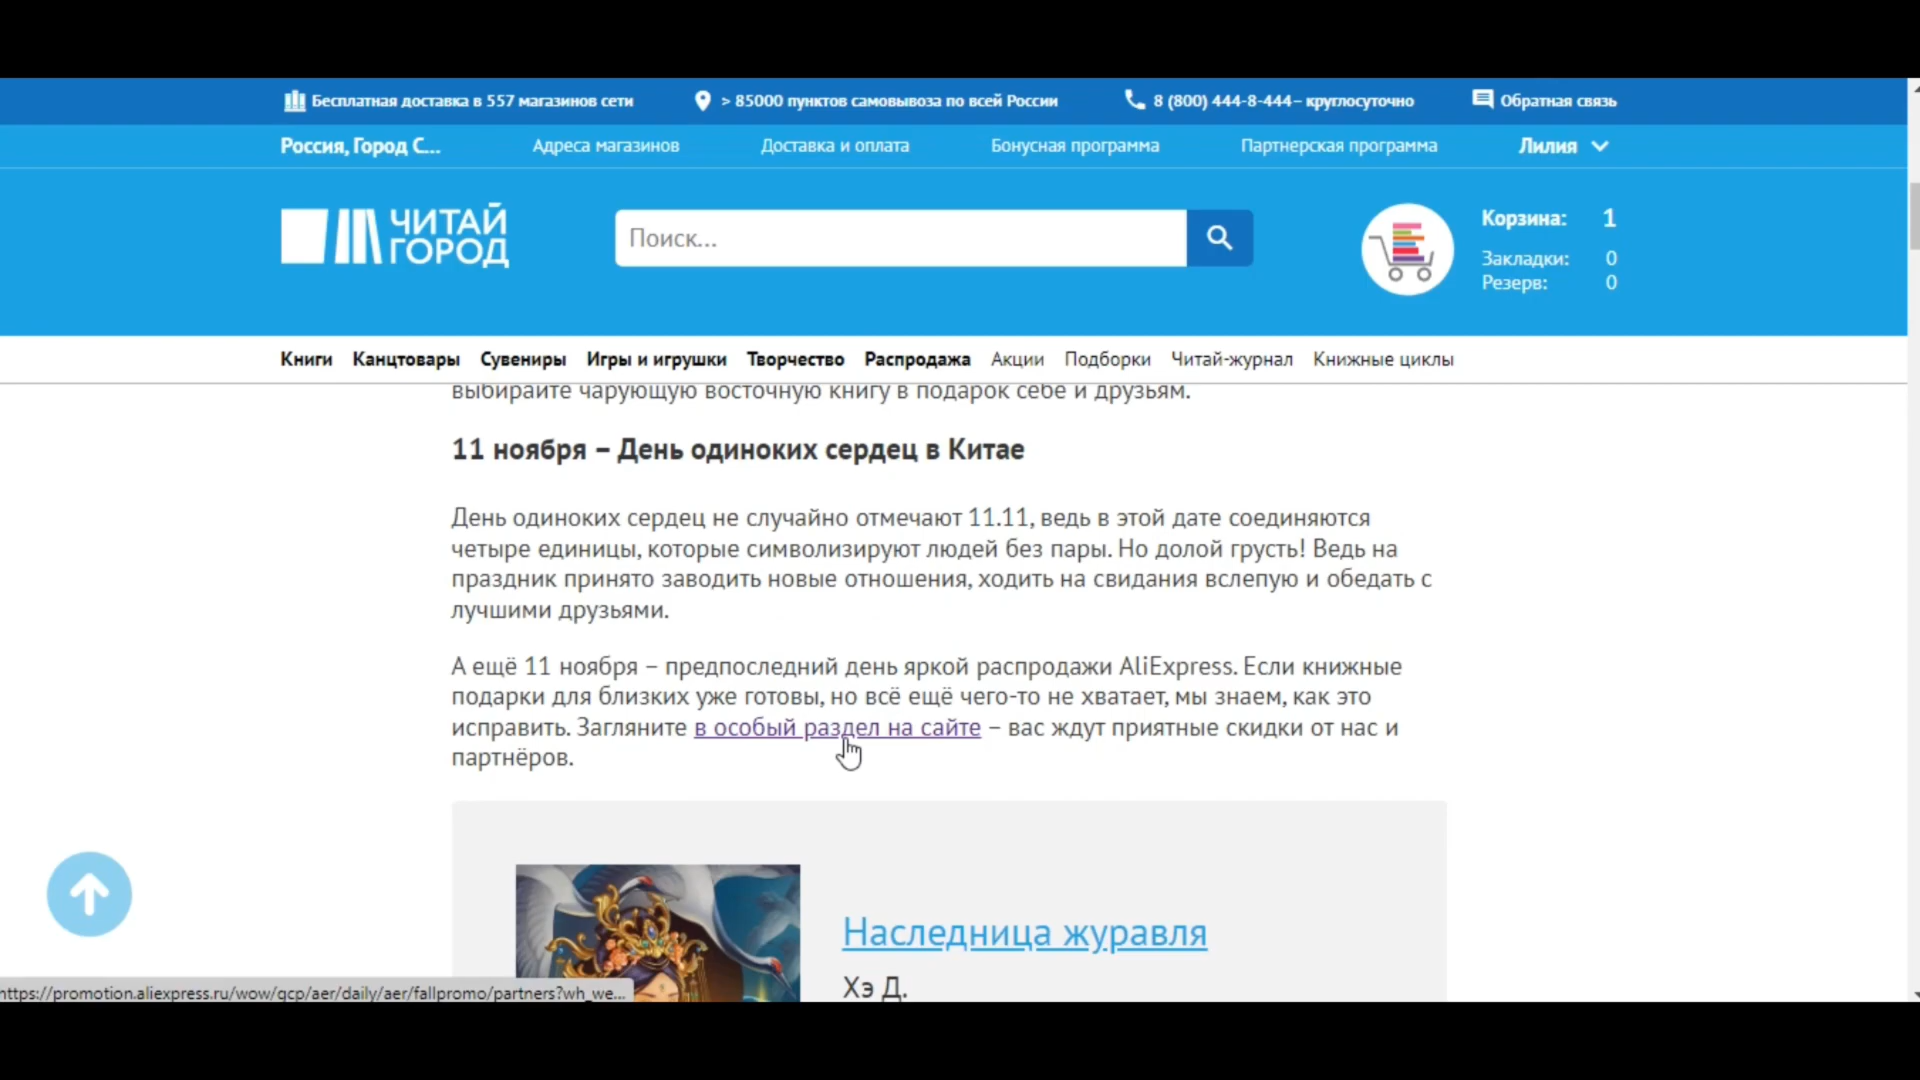 Бесплатная доставка в 557 магазинов сети > 85000 пунктов самовывоза по всей России 8 (800) 444-8-444– круглосуточно Обратная связь
Россия, Город С... Адреса магазинов Доставка и оплата Бонусная программа Партнерская программа Лилия
ЧИТАЙ
ГОРОД
Поиск...
Корзина: 1
Закладки: 0
Резерв: 0
Книги Канцтовары Сувениры Игры и игрушки Творчество Распродажа Акции Подборки Читай-журнал Книжные циклы
выбирайте чарующую восточную книгу в подарок себе и друзьям.
11 ноября – День одиноких сердец в Китае
День одиноких сердец не случайно отмечают 11.11, ведь в этой дате соединяются
четыре единицы, которые символизируют людей без пары. Но долой грусть! Ведь на
праздник принято заводить новые отношения, ходить на свидания вслепую и обедать с
лучшими друзьями.
А ещё 11 ноября – предпоследний день яркой распродажи AliExpress. Если книжные
подарки для близких уже готовы, но всё ещё чего-то не хватает, мы знаем, как это
исправить. Загляните в особый раздел на сайте – вас ждут приятные скидки от нас и
партнёров.
Наследница журавля
Хэ Д.
https://promotion.aliexpress.ru/wow/gcp/aer/daily/aer/fallpromo/partners?wh_we...